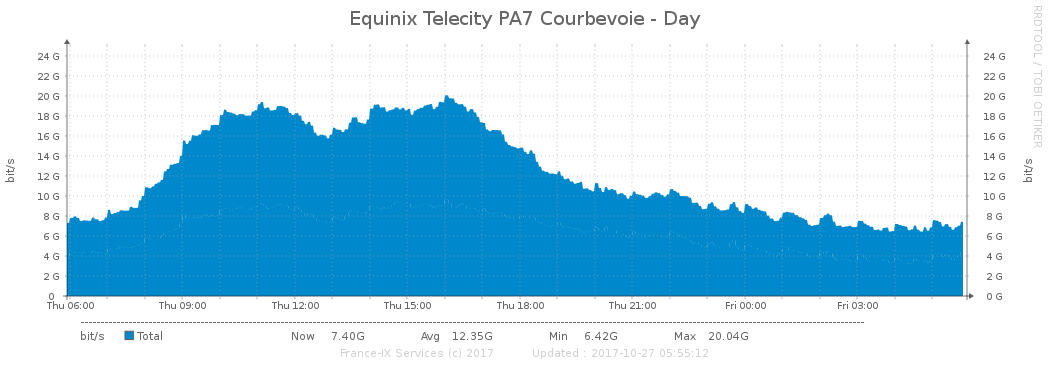 Equinix Telecity PA7 Courbevoie - Day
RRDTOOL / TOBI OETIKER
bit/s
24 G
22 G
20 G
18 G
16 G
14 G
12 G
10 G
8 G
6 G
4 G
2 G
0
24 G
22 G
20 G
18 G
16 G
14 G
12 G
10 G
8 G
6 G
4 G
2 G
0 G
bit/s
Thu 06:00 Thu 09:00 Thu 12:00 Thu 15:00 Thu 18:00 Thu 21:00 Fri 00:00 Fri 03:00
bit/s Total Now 7.40G Avg 12.35G Min 6.42G Max 20.04G
France-IX Services (c) 2017 Updated : 2017-10-27 05:55:12